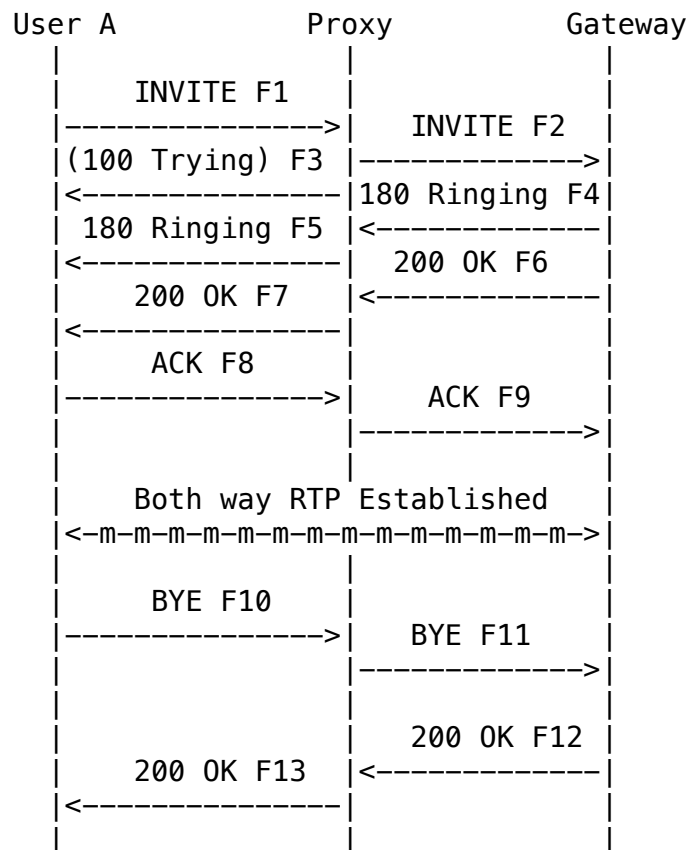 User A Proxy Gateway
INVITE F1
INVITE F2
(100 Trying) F3
180 Ringing F4
180 Ringing F5
200 OK F6
200 OK F7
ACK F8
ACK F9
Both way RTP Established
<-m-m-m-m-m-m-m-m-m-m-m-m-m-m->
BYE F10
BYE F11
200 OK F12
200 OK F13